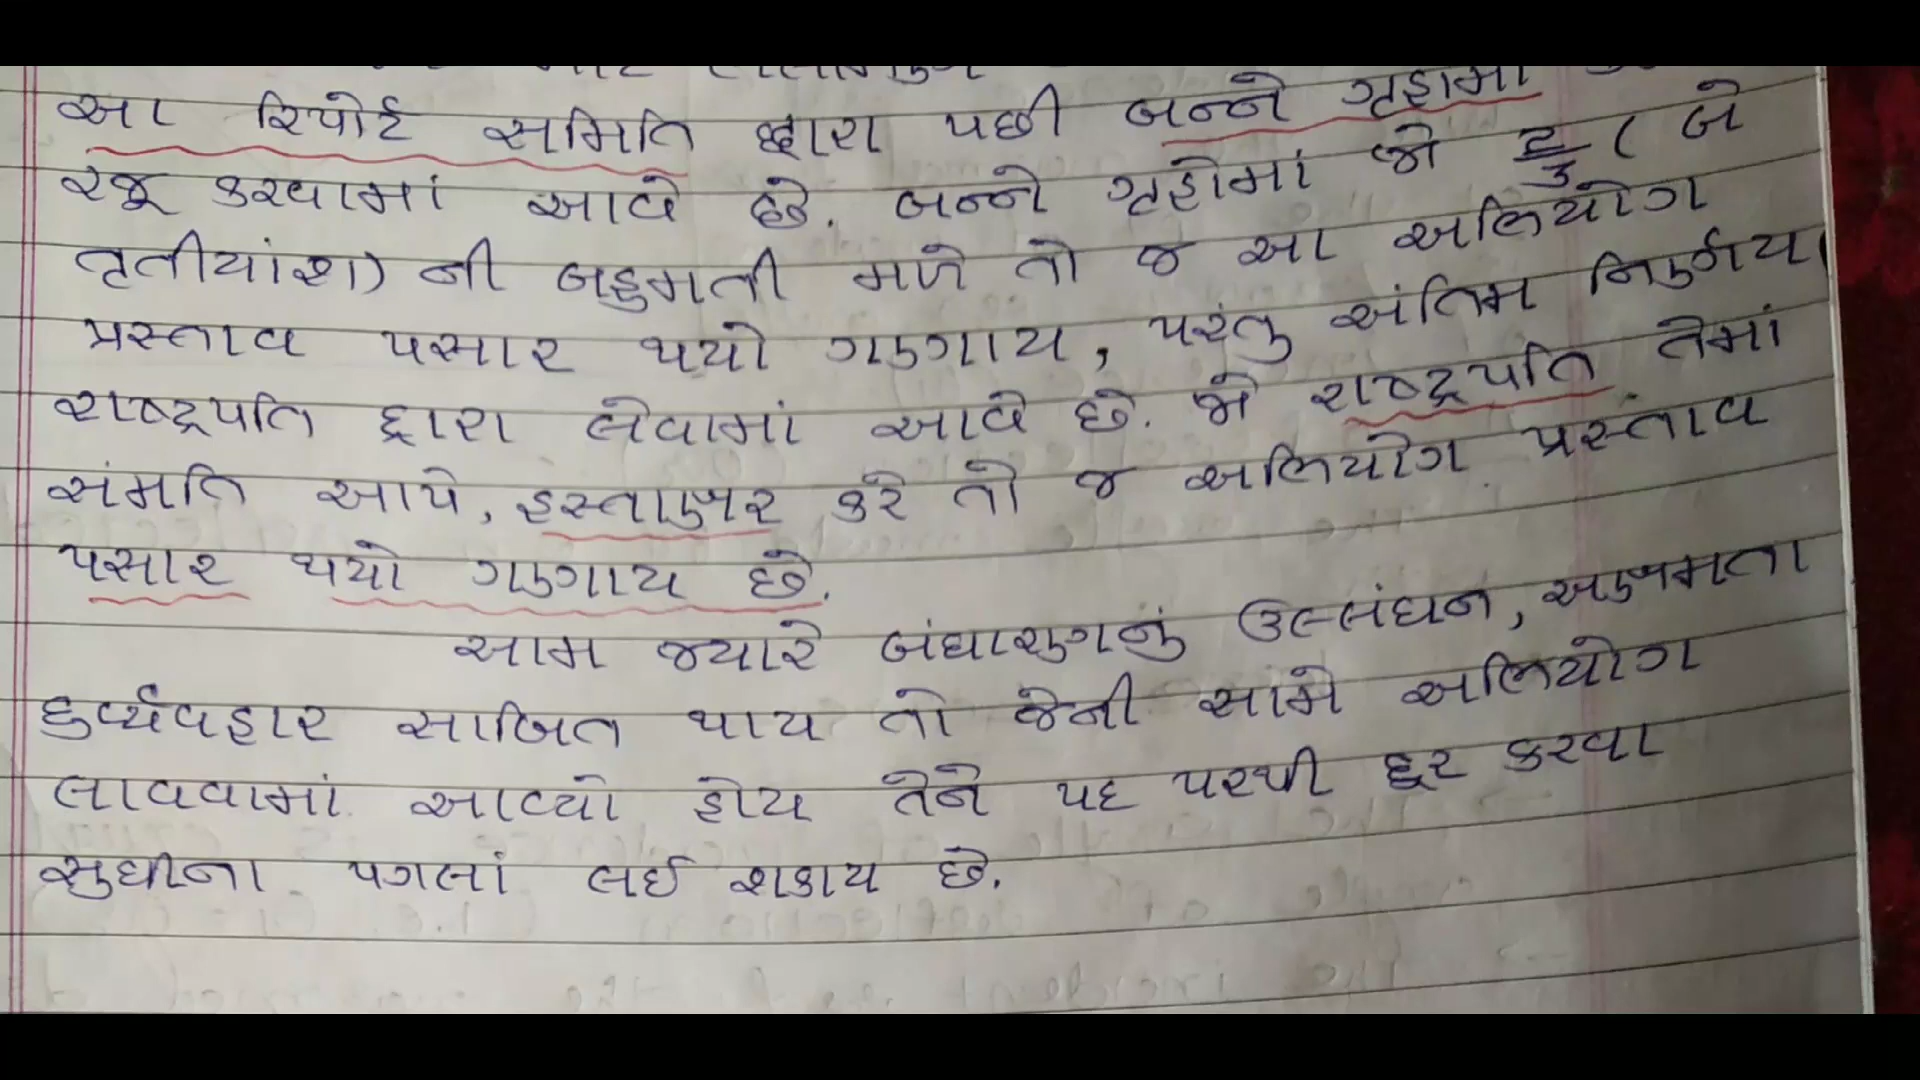 આ રિપોર્ટ સમિતિ દ્વારા પછી બન્ને ગૃહોમાં
રજૂ કરવામાં આવે છે. બન્ને ગૃહોમાં જો ૨/૩ ( બે
તૃતીયાંશ) ની બહુમતી મળે તો જ આ અભિયોગ
પ્રસ્તાવ પસાર થયો ગણાય, પરંતુ અંતિમ નિર્ણય
રાષ્ટ્રપતિ દ્વારા લેવામાં આવે છે. જો રાષ્ટ્રપતિ તેમાં
સંમતિ આપે, હસ્તાક્ષર કરે તો જ અભિયોગ પ્રસ્તાવ
પસાર થયો ગણાય છે.
આમ જ્યારે બંધારણનું ઉલ્લંઘન, અક્ષમતા
દુર્વ્યવહાર સાબિત થાય તો જેની સામે અભિયોગ
લાવવામાં આવ્યો હોય તેને પદ પરથી દૂર કરવા
સુધીના પગલાં લઈ શકાય છે.